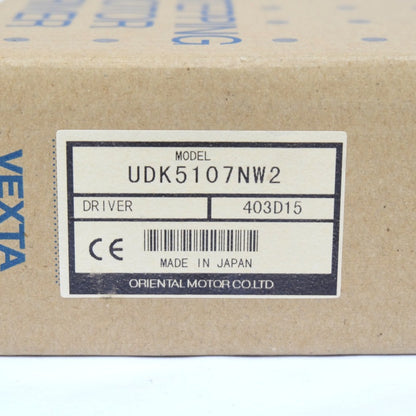 VEXTA
MODEL
UDK5107NW2
DRIVER 403D15
CE
MADE IN JAPAN
ORIENTAL MOTOR CO.LTD